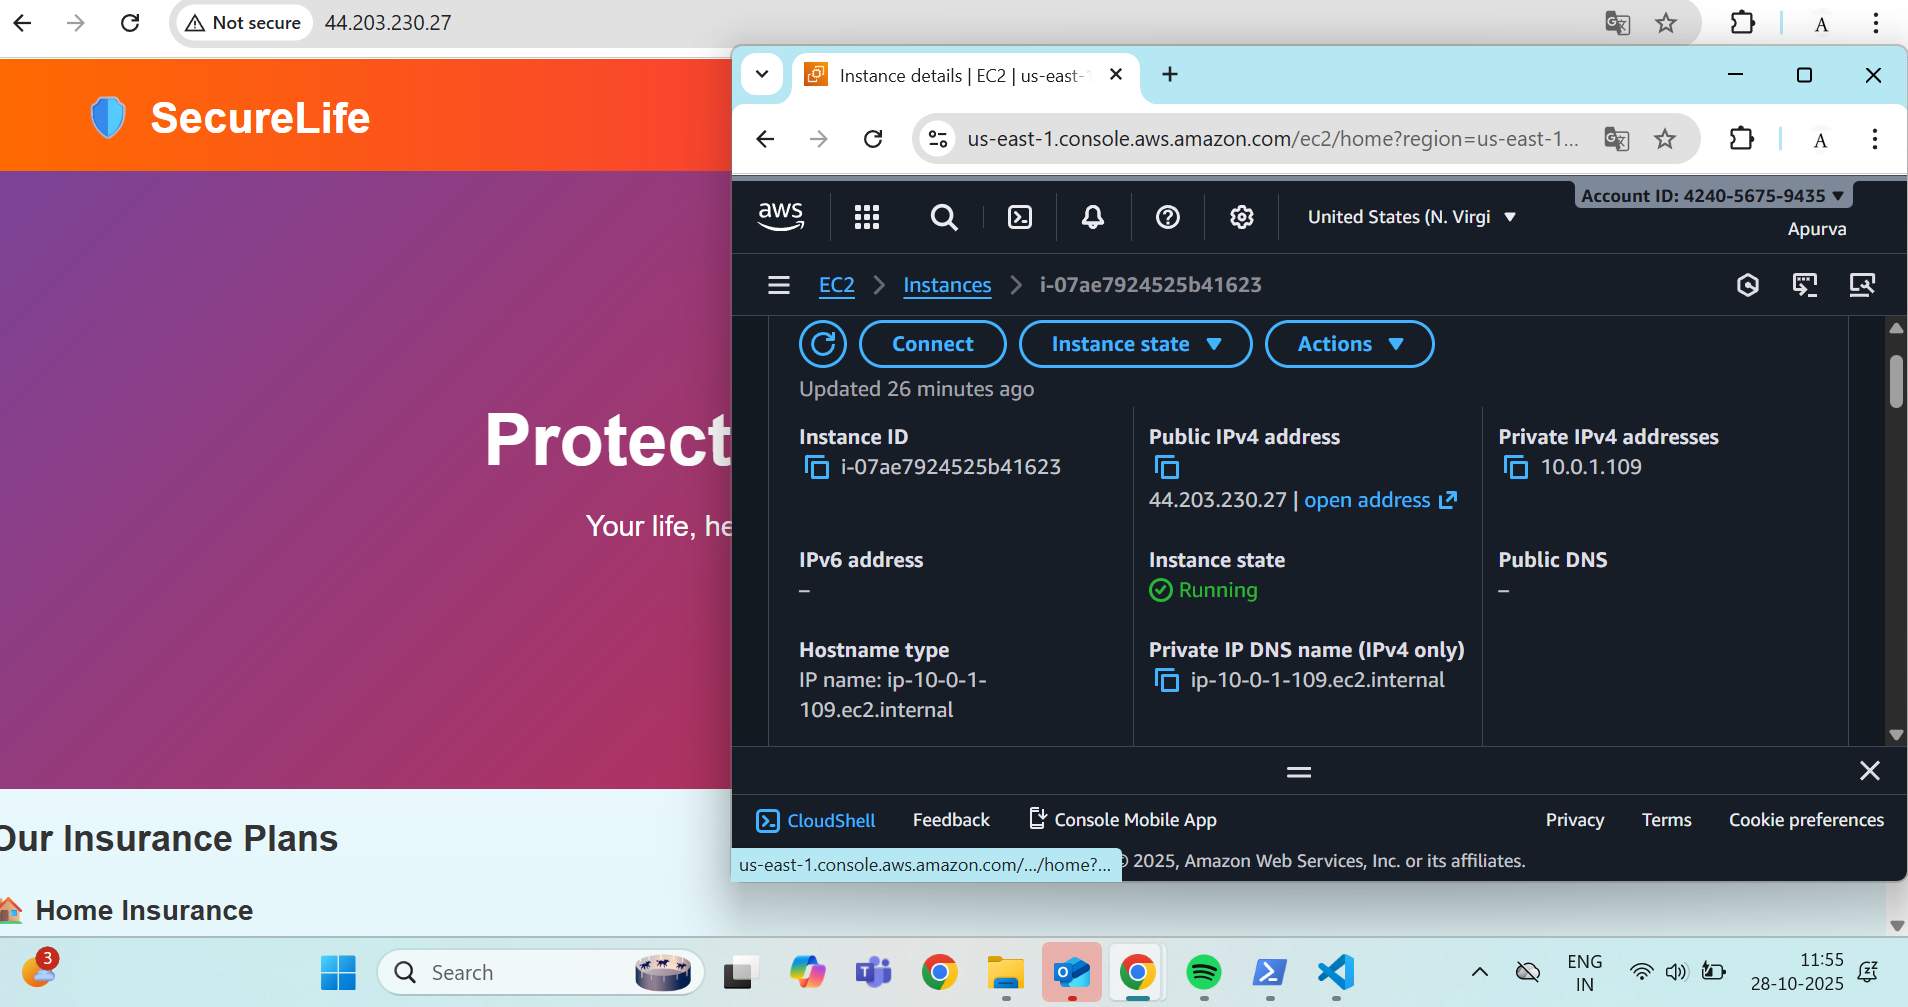 Not secure
44.203.230.27
A
SecureLife
Protect
Your life, he
Our Insurance Plans
Home Insurance
Instance details | EC2 | us-east-1
us-east-1.console.aws.amazon.com/ec2/home?region=us-east-1...
A
aws
United States (N. Virgi
Account ID: 4240-5675-9435
Apurva
EC2
Instances
i-07ae7924525b41623
Connect
Instance state
Actions
Updated 26 minutes ago
Instance ID
i-07ae7924525b41623
Public IPv4 address
44.203.230.27 | open address
Private IPv4 addresses
10.0.1.109
IPv6 address
–
Instance state
Running
Public DNS
–
Hostname type
IP name: ip-10-0-1-
109.ec2.internal
Private IP DNS name (IPv4 only)
ip-10-0-1-109.ec2.internal
CloudShell
Feedback
Console Mobile App
Privacy
Terms
Cookie preferences
us-east-1.console.aws.amazon.com/.../home?...
© 2025, Amazon Web Services, Inc. or its affiliates.
3
Search
ENG
IN
11:55
28-10-2025